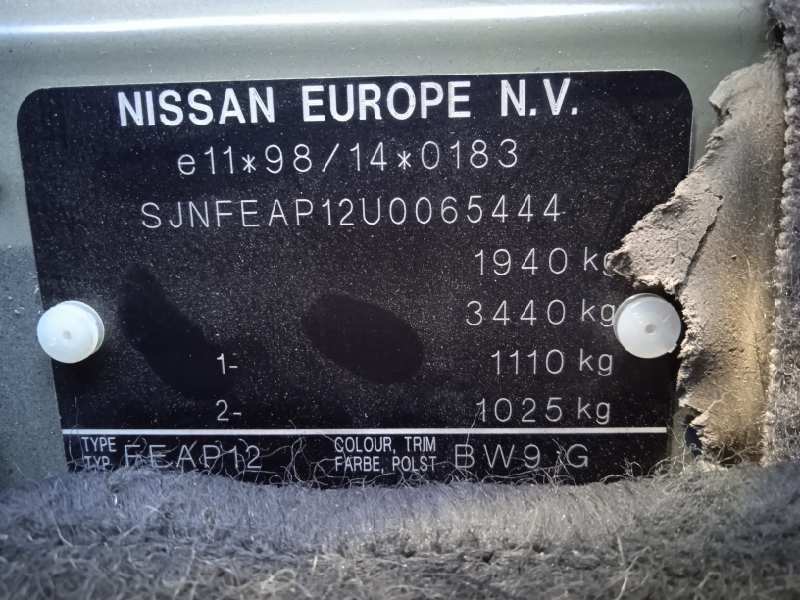 NISSAN EUROPE N.V.
e11*98/14*0183
SJNFEAP12U0065444
1940 kg
3440 kg
1- 1110 kg
2- 1025 kg
TYPE COLOUR, TRIM
TYP. FEAP12 FARBE, POLST BW9 G